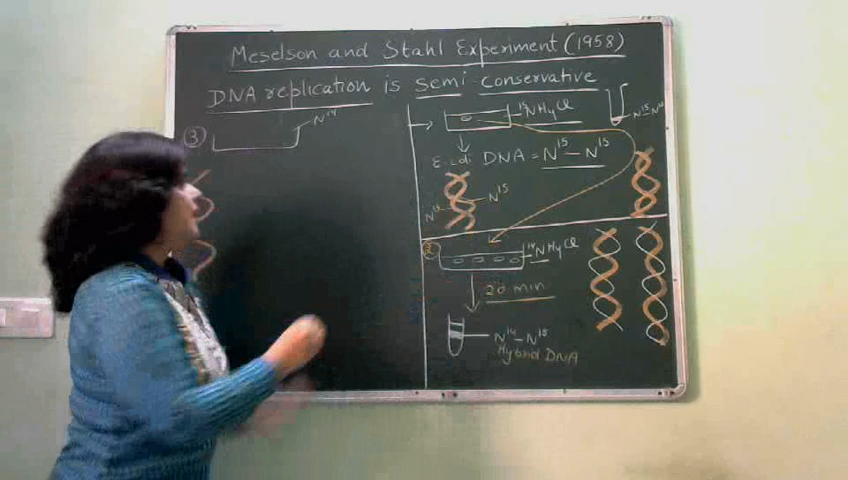 Meselson and Stahl Experiment (1958)
DNA replication is Semi Conservative
③ N¹⁴
¹⁵NH₄Cl
N¹⁵-N¹⁵
E. coli DNA = N¹⁵ – N¹⁵
N¹⁵
N¹⁵
② ¹⁴NH₄Cl
20 min
N¹⁴ – N¹⁵
Hybrid DNA